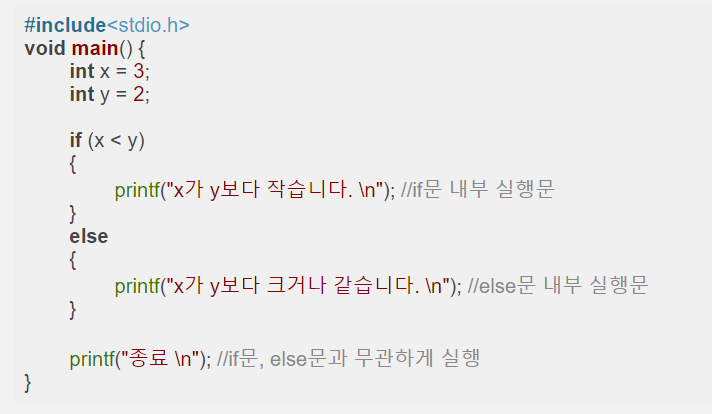 #include<stdio.h>
void main() {
int x = 3;
int y = 2;
if (x < y)
{
printf("x가 y보다 작습니다. \n"); //if문 내부 실행문
}
else
{
printf("x가 y보다 크거나 같습니다. \n"); //else문 내부 실행문
}
printf("종료 \n"); //if문, else문과 무관하게 실행
}